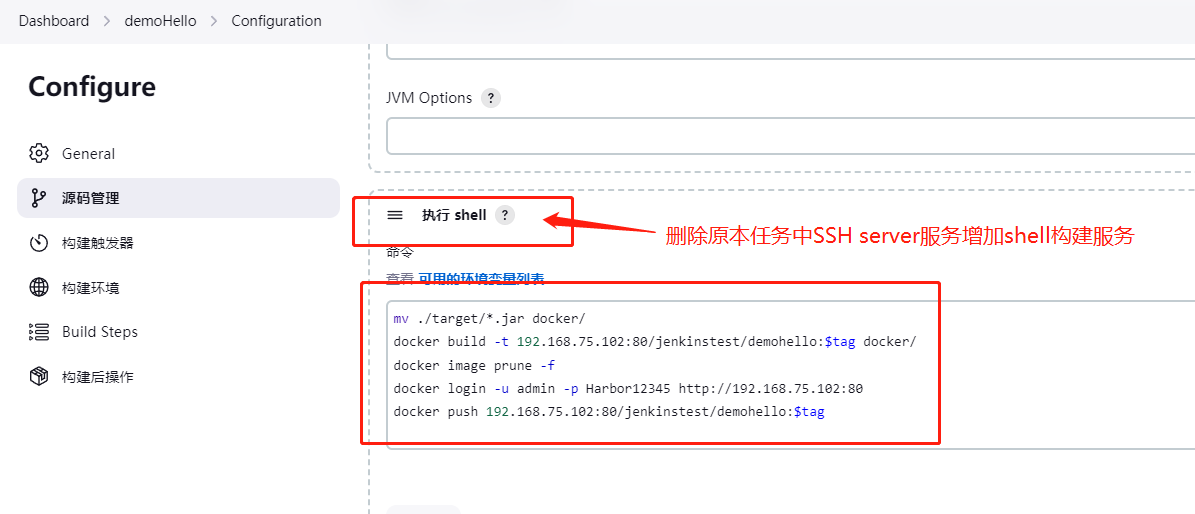 Dashboard > demoHello > Configuration
Configure
General
源码管理
构建触发器
构建环境
Build Steps
构建后操作
JVM Options ?
执行 shell ?
删除原本任务中SSH server服务增加shell构建服务
命令
查看 可用的环境变量列表
mv ./target/*.jar docker/
docker build -t 192.168.75.102:80/jenkinstest/demohello:$tag docker/
docker image prune -f
docker login -u admin -p Harbor12345 http://192.168.75.102:80
docker push 192.168.75.102:80/jenkinstest/demohello:$tag